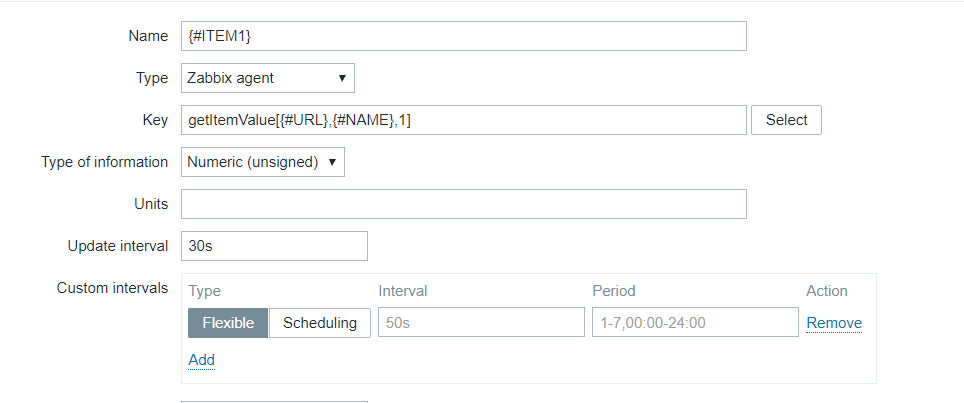 Name {#ITEM1}
Type Zabbix agent
Key getItemValue[{#URL},{#NAME},1] Select
Type of information Numeric (unsigned)
Units
Update interval 30s
Custom intervals Type Interval Period Action
Flexible Scheduling 50s 1-7,00:00-24:00 Remove
Add